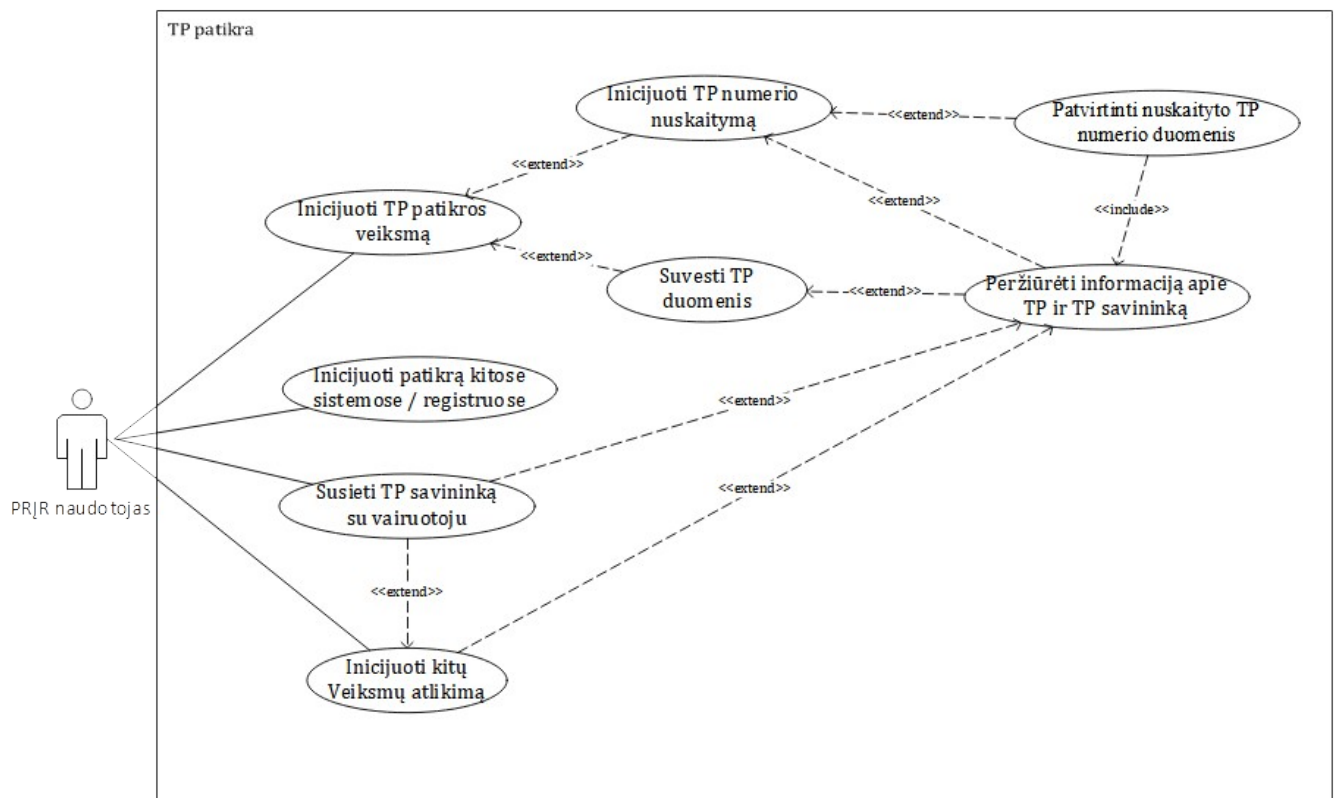 TP patikra
Inicijuoti TP numerio
nuskaitymą
<<extend>>
Patvirtinti nuskaityto TP
numerio duomenis
<<extend>>
Inicijuoti TP patikros
veiksmą
<<extend>>
<<include>>
<<extend>>
Suvesti TP
duomenis
<<extend>>
Peržiūrėti informaciją apie
TP ir TP savininką
Inicijuoti patikrą kitose
sistemose / registruose
<<extend>>
Susieti TP savininką
su vairuotoju
<<extend>>
PRĮR naudotojas
<<extend>>
Inicijuoti kitų
Veiksmų atlikimą